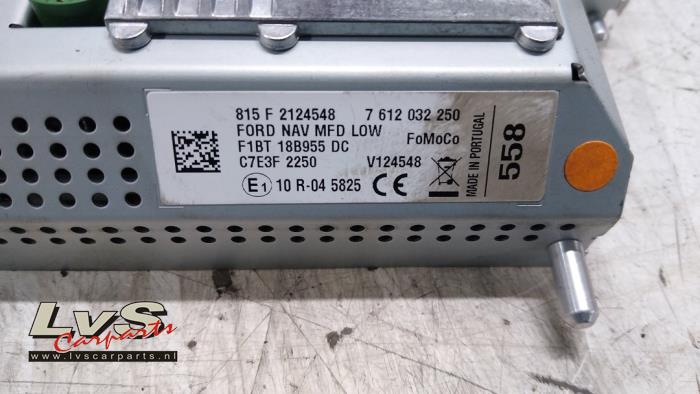 815 F 2124548 7 612 032 250
FORD NAV MFD LOW
F1BT 18B955 DC FoMoCo
C7E3F 2250 V124548
E1 10 R-04 5825 CE
MADE IN PORTUGAL
558
LvS
Carparts
www.lvscarparts.nl